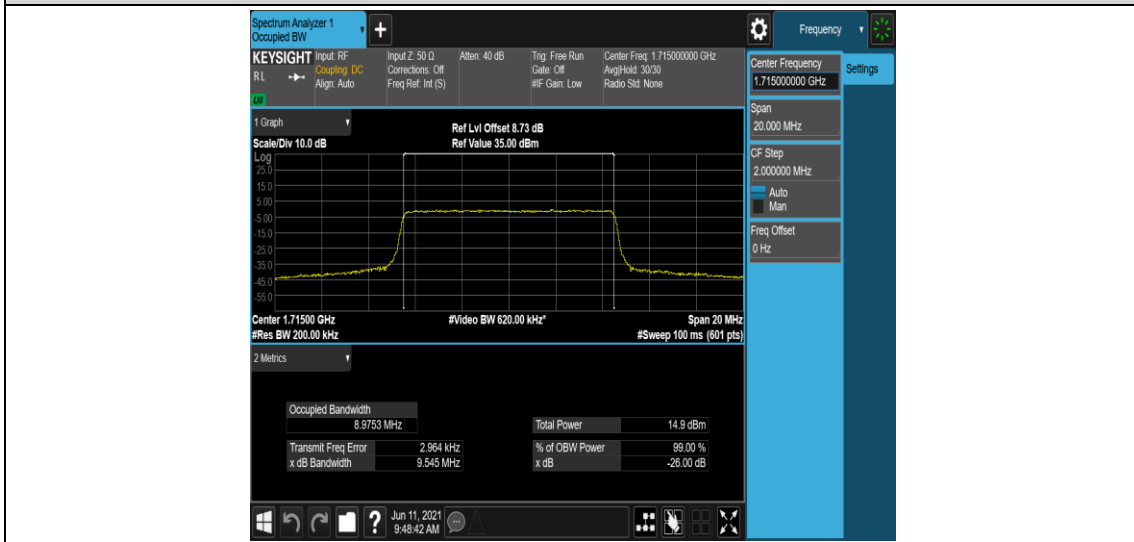 Spectrum Analyzer 1
Occupied BW
+
Frequency
KEYSIGHT
RL
LXI
Input: RF
Coupling: DC
Align: Auto
Input Z: 50 Ω
Corrections: Off
Freq Ref: Int (S)
Atten: 40 dB
Trig: Free Run
Gate: Off
#IF Gain: Low
Center Freq: 1.715000000 GHz
Avg|Hold: 30/30
Radio Std: None
Center Frequency
1.715000000 GHz
Settings
Span
20.000 MHz
CF Step
2.000000 MHz
Auto
Man
Freq Offset
0 Hz
1 Graph
Scale/Div 10.0 dB
Ref Lvl Offset 8.73 dB
Ref Value 35.00 dBm
Log
25.0
15.0
5.00
-5.00
-15.0
-25.0
-35.0
-45.0
-55.0
Center 1.71500 GHz
#Video BW 620.00 kHz*
Span 20 MHz
#Res BW 200.00 kHz
#Sweep 100 ms (601 pts)
2 Metrics
Occupied Bandwidth
8.9753 MHz
Total Power 14.9 dBm
Transmit Freq Error 2.964 kHz
% of OBW Power 99.00 %
x dB Bandwidth 9.545 MHz
x dB -26.00 dB
?
Jun 11, 2021
9:48:42 AM